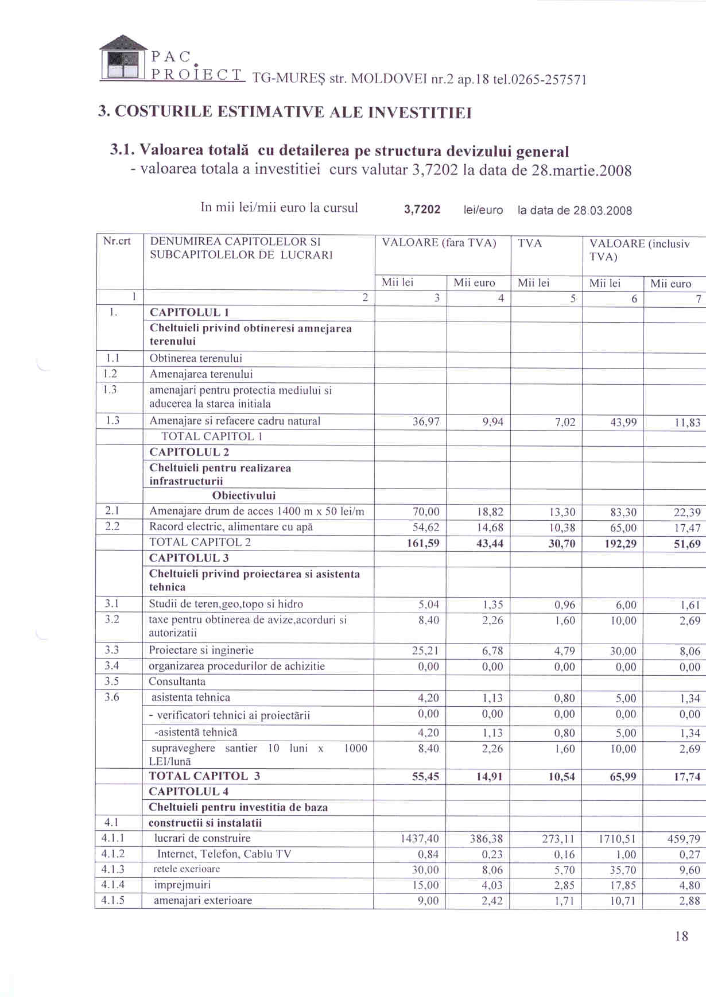 PAC
PROIECT TG-MUREȘ str. MOLDOVEI nr.2 ap.18 tel.0265-257571
3. COSTURILE ESTIMATIVE ALE INVESTITIEI
3.1. Valoarea totală cu detailerea pe structura devizului general
- valoarea totala a investitiei curs valutar 3,7202 la data de 28.martie.2008
In mii lei/mii euro la cursul 3,7202 lei/euro la data de 28.03.2008
Nr.crt DENUMIREA CAPITOLELOR SI VALOARE (fara TVA) TVA VALOARE (inclusiv
SUBCAPITOLELOR DE LUCRARI TVA)
Mii lei Mii euro Mii lei Mii lei Mii euro
1 2 3 4 5 6 7
1. CAPITOLUL 1
Cheltuieli privind obtineresi amnejarea
terenului
1.1 Obtinerea terenului
1.2 Amenajarea terenului
1.3 amenajari pentru protectia mediului si
aducerea la starea initiala
1.3 Amenajare si refacere cadru natural 36,97 9,94 7,02 43,99 11,83
TOTAL CAPITOL 1
CAPITOLUL 2
Cheltuieli pentru realizarea
infrastructurii
Obiectivului
2.1 Amenajare drum de acces 1400 m x 50 lei/m 70,00 18,82 13,30 83,30 22,39
2.2 Racord electric, alimentare cu apă 54,62 14,68 10,38 65,00 17,47
TOTAL CAPITOL 2 161,59 43,44 30,70 192,29 51,69
CAPITOLUL 3
Cheltuieli privind proiectarea si asistenta
tehnica
3.1 Studii de teren,geo,topo si hidro 5,04 1,35 0,96 6,00 1,61
3.2 taxe pentru obtinerea de avize,acorduri si 8,40 2,26 1,60 10,00 2,69
autorizatii
3.3 Proiectare si inginerie 25,21 6,78 4,79 30,00 8,06
3.4 organizarea procedurilor de achizitie 0,00 0,00 0,00 0,00 0,00
3.5 Consultanta
3.6 asistenta tehnica 4,20 1,13 0,80 5,00 1,34
- verificatori tehnici ai proiectării 0,00 0,00 0,00 0,00 0,00
-asistentă tehnică 4,20 1,13 0,80 5,00 1,34
supraveghere santier 10 luni x 1000 8,40 2,26 1,60 10,00 2,69
LEI/lună
TOTAL CAPITOL 3 55,45 14,91 10,54 65,99 17,74
CAPITOLUL 4
Cheltuieli pentru investitia de baza
4.1 constructii si instalatii
4.1.1 lucrari de construire 1437,40 386,38 273,11 1710,51 459,79
4.1.2 Internet, Telefon, Cablu TV 0,84 0,23 0,16 1,00 0,27
4.1.3 retele exerioare 30,00 8,06 5,70 35,70 9,60
4.1.4 imprejmuiri 15,00 4,03 2,85 17,85 4,80
4.1.5 amenajari exterioare 9,00 2,42 1,71 10,71 2,88
18